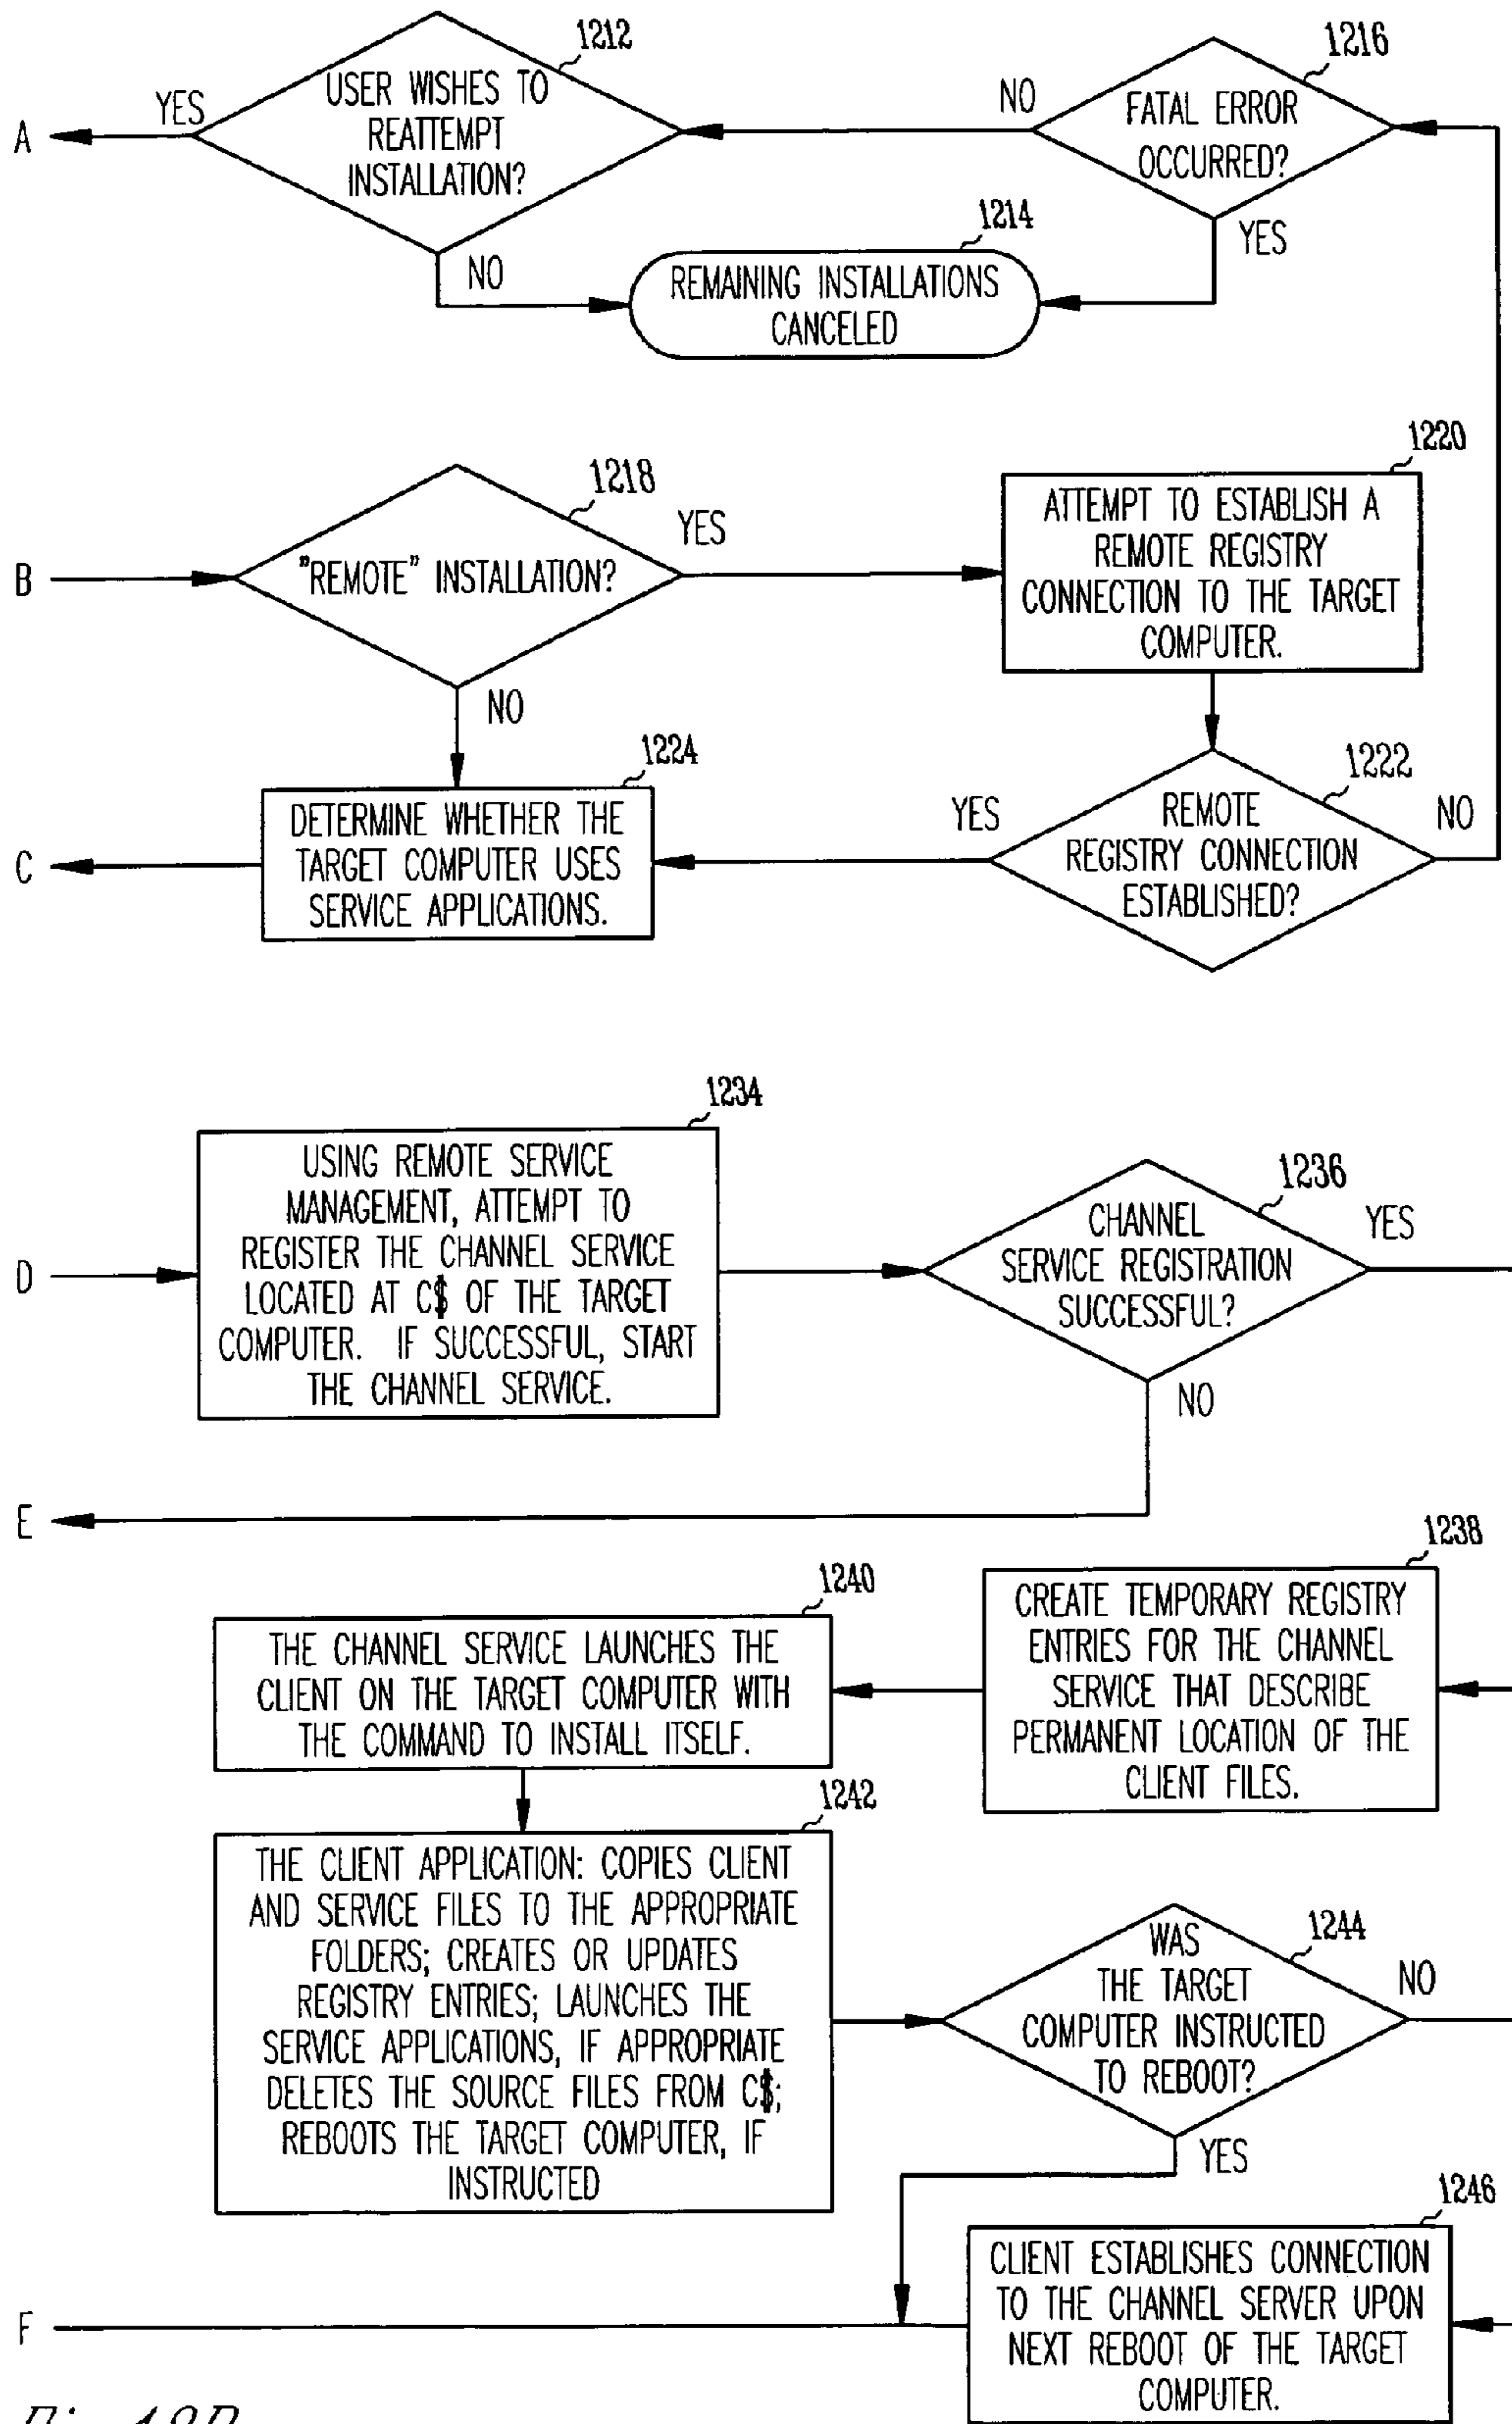 1212
USER WISHES TO
REATTEMPT
INSTALLATION?
YES
A
NO
1216
FATAL ERROR
OCCURRED?
NO
YES
1214
REMAINING INSTALLATIONS
CANCELED
B
1218
"REMOTE" INSTALLATION?
YES
NO
1220
ATTEMPT TO ESTABLISH A
REMOTE REGISTRY
CONNECTION TO THE TARGET
COMPUTER.
1222
REMOTE
REGISTRY CONNECTION
ESTABLISHED?
YES
NO
1224
DETERMINE WHETHER THE
TARGET COMPUTER USES
SERVICE APPLICATIONS.
C
D
1234
USING REMOTE SERVICE
MANAGEMENT, ATTEMPT TO
REGISTER THE CHANNEL SERVICE
LOCATED AT C$ OF THE TARGET
COMPUTER. IF SUCCESSFUL, START
THE CHANNEL SERVICE.
1236
CHANNEL
SERVICE REGISTRATION
SUCCESSFUL?
YES
NO
E
1238
CREATE TEMPORARY REGISTRY
ENTRIES FOR THE CHANNEL
SERVICE THAT DESCRIBE
PERMANENT LOCATION OF THE
CLIENT FILES.
1240
THE CHANNEL SERVICE LAUNCHES THE
CLIENT ON THE TARGET COMPUTER WITH
THE COMMAND TO INSTALL ITSELF.
1242
THE CLIENT APPLICATION: COPIES CLIENT
AND SERVICE FILES TO THE APPROPRIATE
FOLDERS; CREATES OR UPDATES
REGISTRY ENTRIES; LAUNCHES THE
SERVICE APPLICATIONS, IF APPROPRIATE
DELETES THE SOURCE FILES FROM C$;
REBOOTS THE TARGET COMPUTER, IF
INSTRUCTED
1244
WAS
THE TARGET
COMPUTER INSTRUCTED
TO REBOOT?
NO
YES
1246
CLIENT ESTABLISHES CONNECTION
TO THE CHANNEL SERVER UPON
NEXT REBOOT OF THE TARGET
COMPUTER.
F